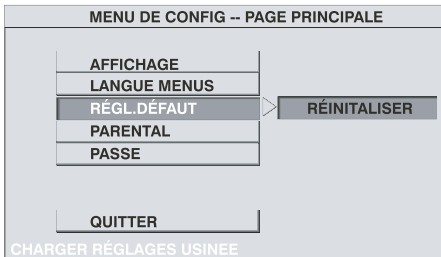 MENU DE CONFIG -- PAGE PRINCIPALE
AFFICHAGE
LANGUE MENUS
RÉGL.DÉFAUT
RÉINITALISER
PARENTAL
PASSE
QUITTER
CHARGER RÉGLAGES USINEE